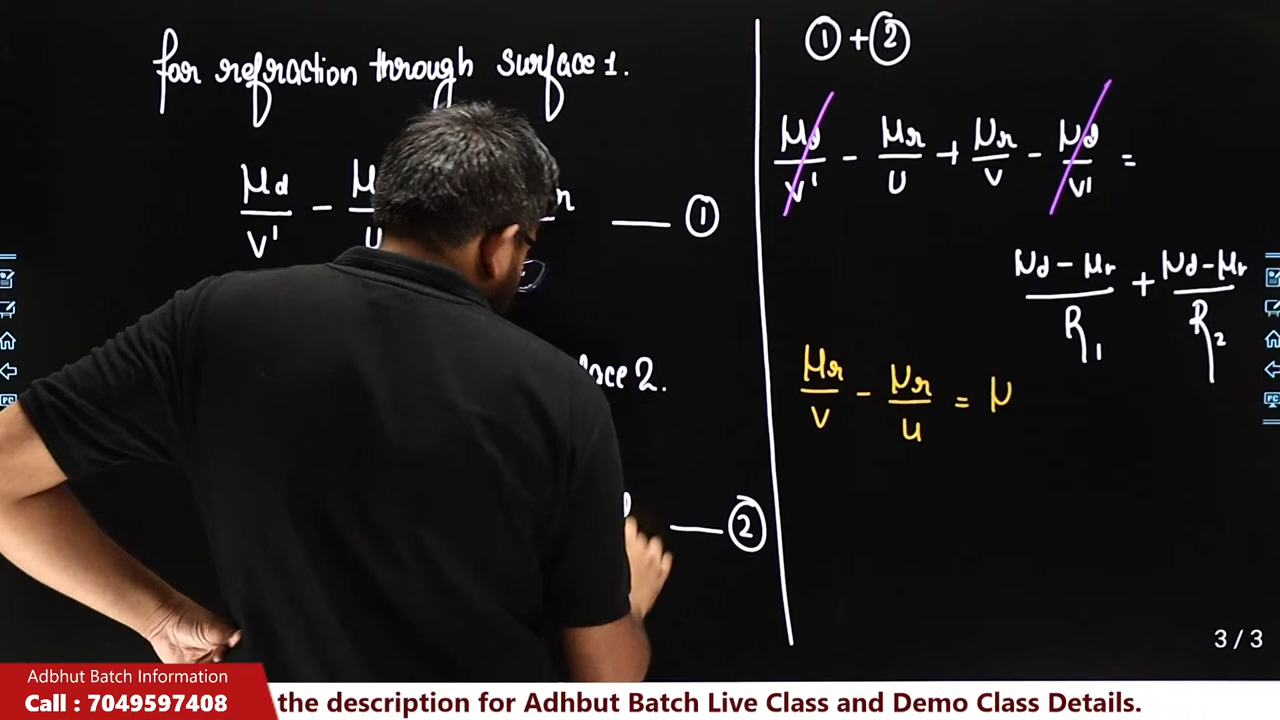 for refraction through surface 1.
μd/v' - μ/u — ①
face 2.
— ②
① + ②
μd/v' - μr/u + μr/v - μd/v' =
μd - μr/R1 + μd - μr/R2
μr/v - μr/u = μ
3 / 3
Adbhut Batch Information
Call : 7049597408
the description for Adhbut Batch Live Class and Demo Class Details.